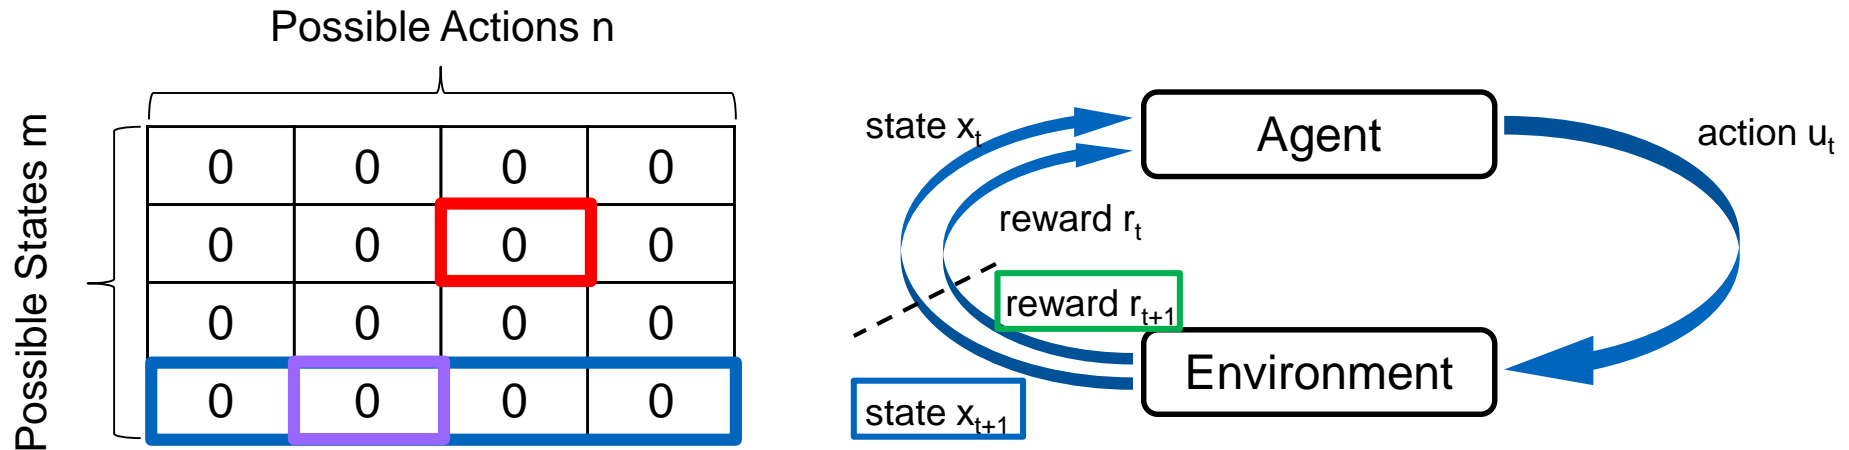 Possible Actions n
Possible States m
0 0 0 0
0 0 0 0
0 0 0 0
0 0 0 0
state xt
Agent
action ut
reward rt
reward rt+1
Environment
state xt+1